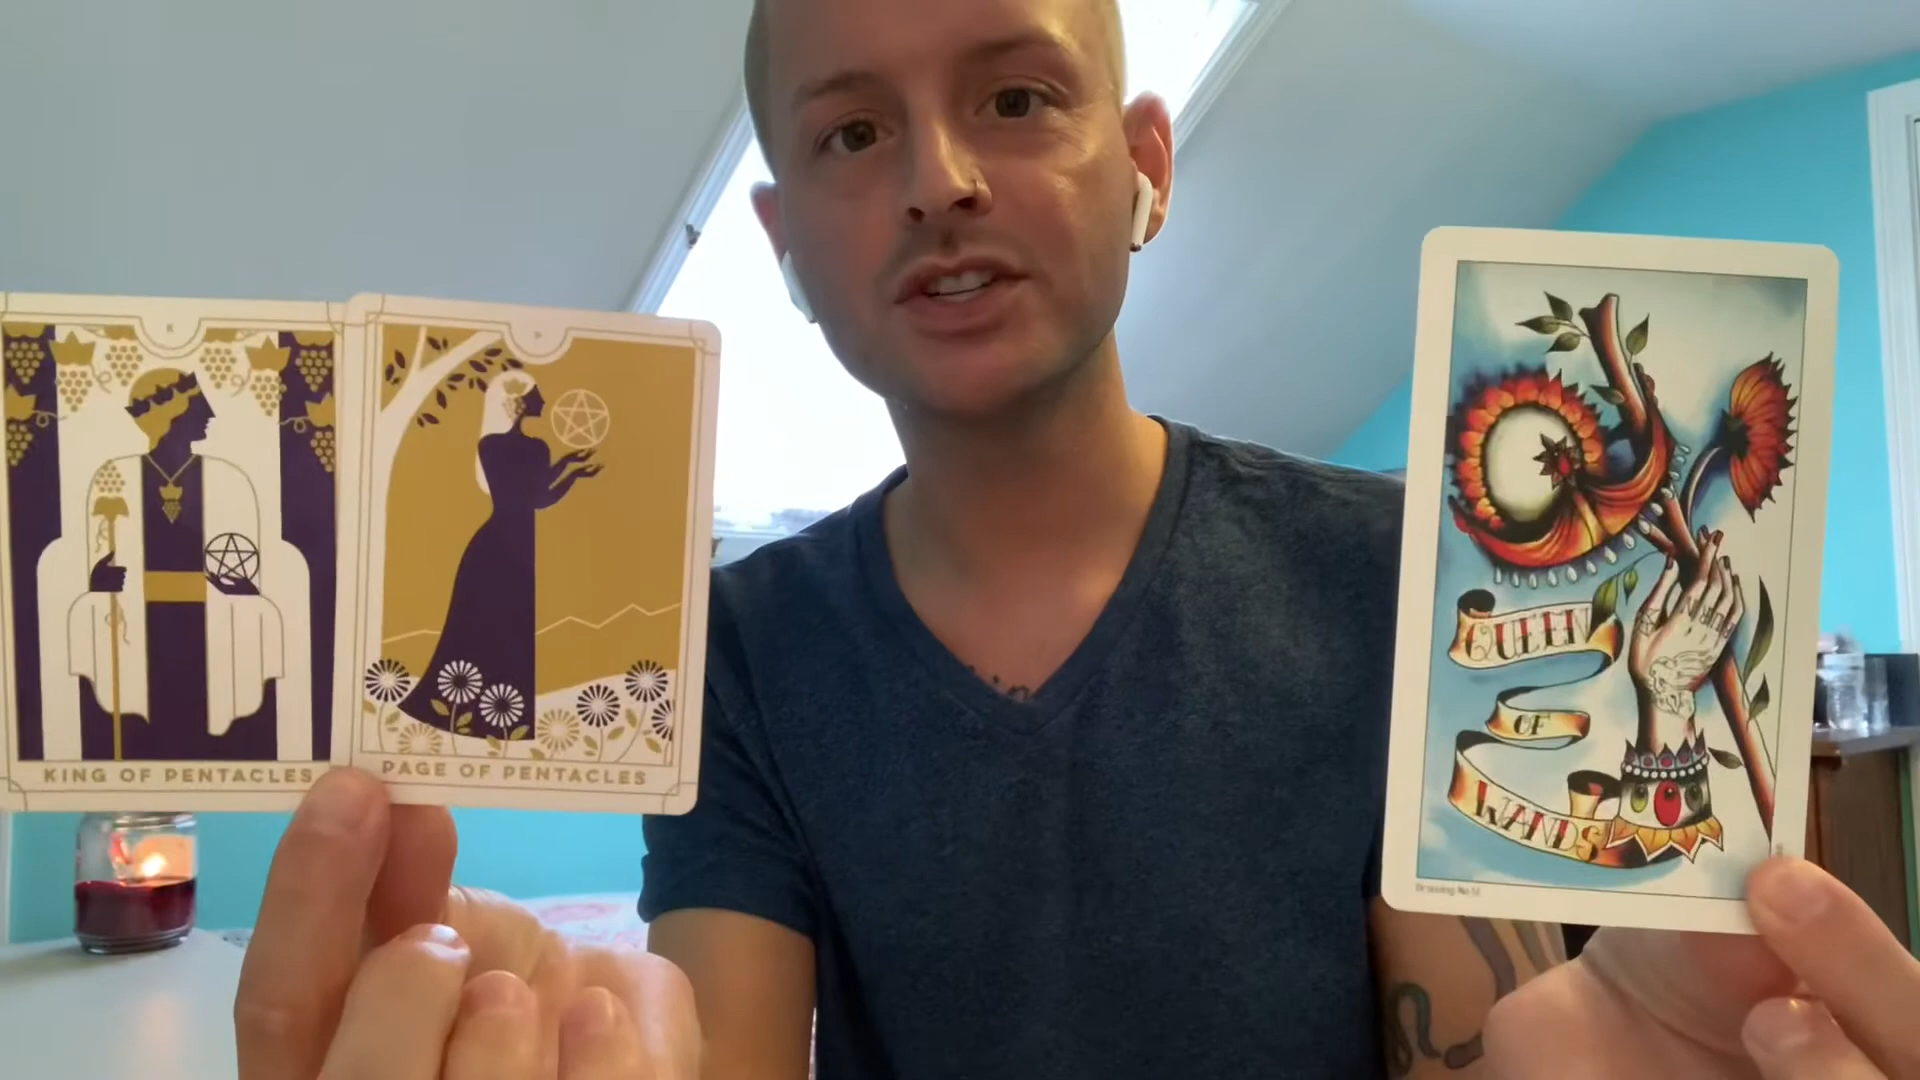 K
KING OF PENTACLES
P
PAGE OF PENTACLES
QUEEN
OF
WANDS